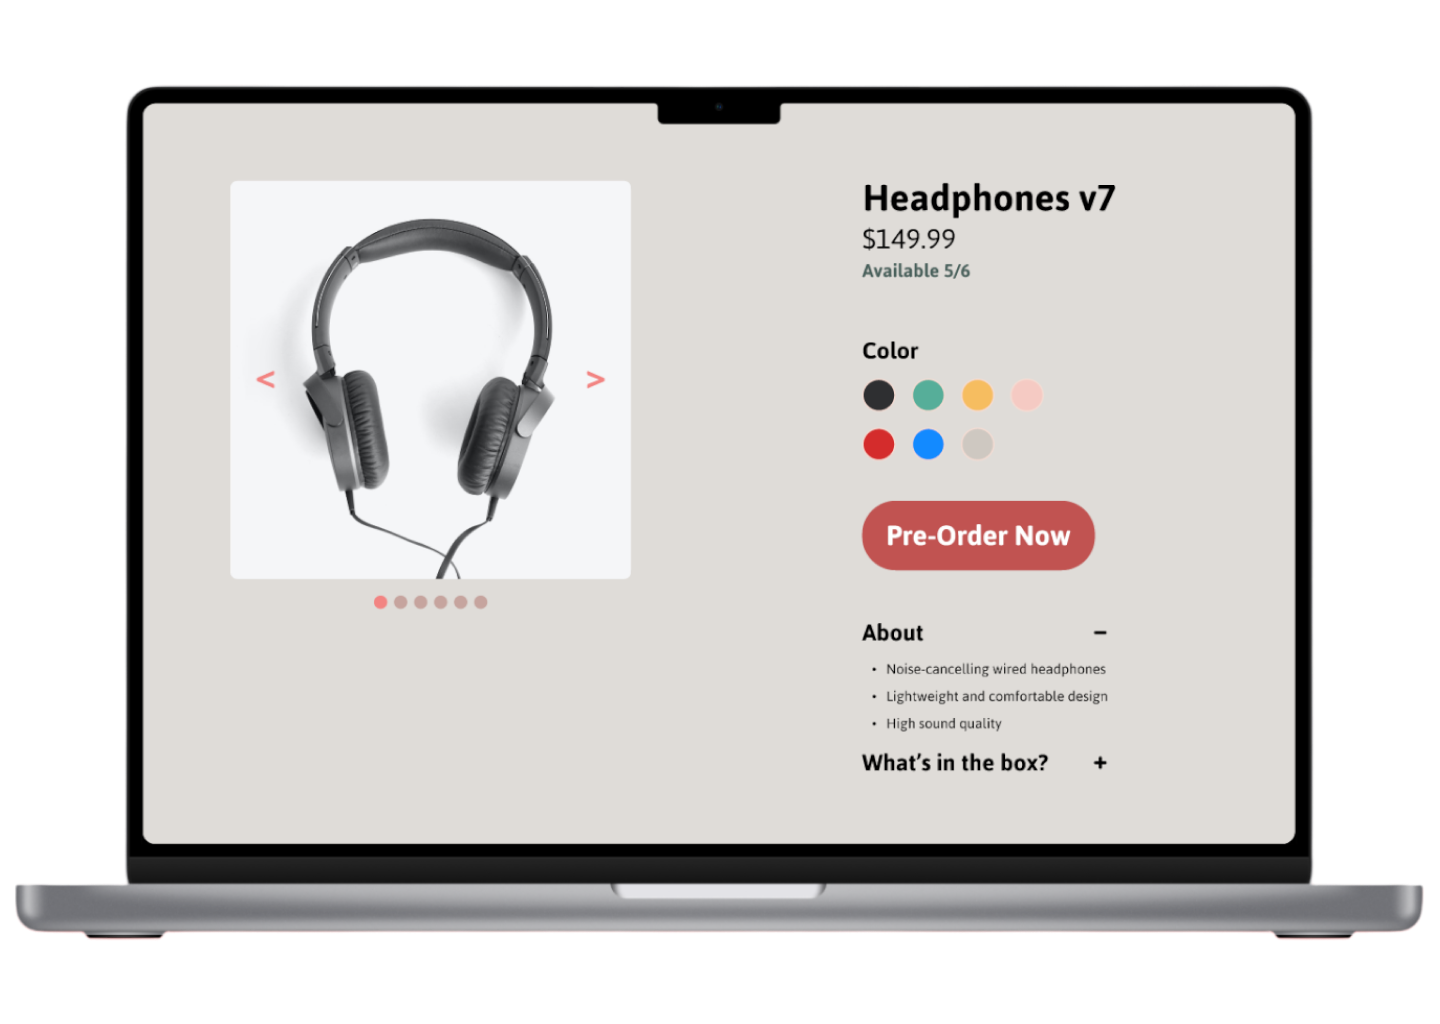 Headphones v7
$149.99
Available 5/6
<
>
Color
Pre-Order Now
About −
• Noise-cancelling wired headphones
• Lightweight and comfortable design
• High sound quality
What’s in the box? +